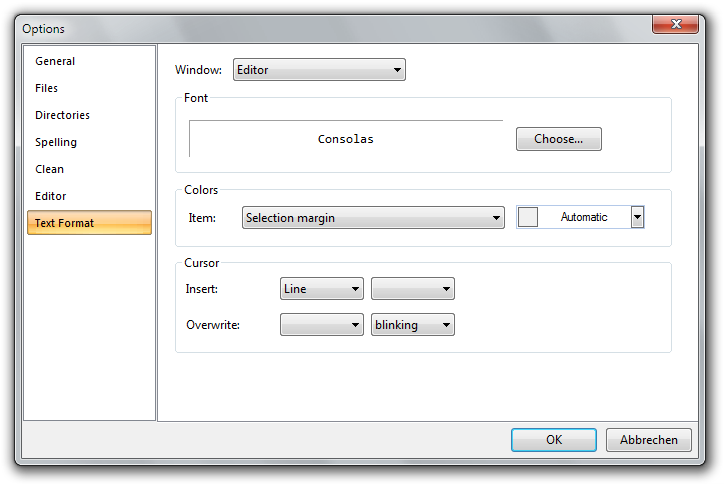 Options
General
Files
Directories
Spelling
Clean
Editor
Text Format
Window: Editor
Font
Consolas
Choose...
Colors
Item: Selection margin Automatic
Cursor
Insert: Line
Overwrite: blinking
OK Abbrechen